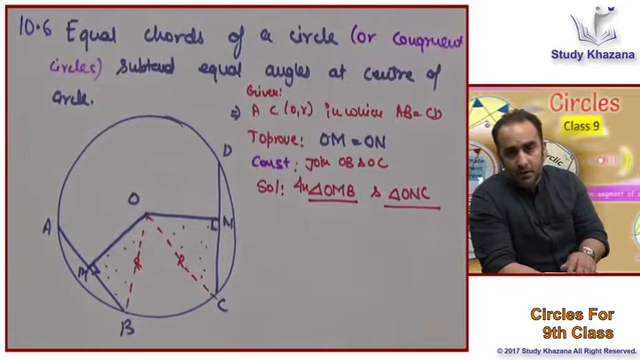 10.6 Equal chords of a circle (or congruent
circles) subtend equal angles at centre of
circle.
Given:
A C (O,r) in which AB=CD
To prove: OM = ON
Const: Join OB & OC
Sol: In △OMB & △ONC
D
O
A
N
L
M
C
B
Study Khazana
Circles
Class 9
Circles For
9th Class
© 2017 Study Khazana All Right Reserved.